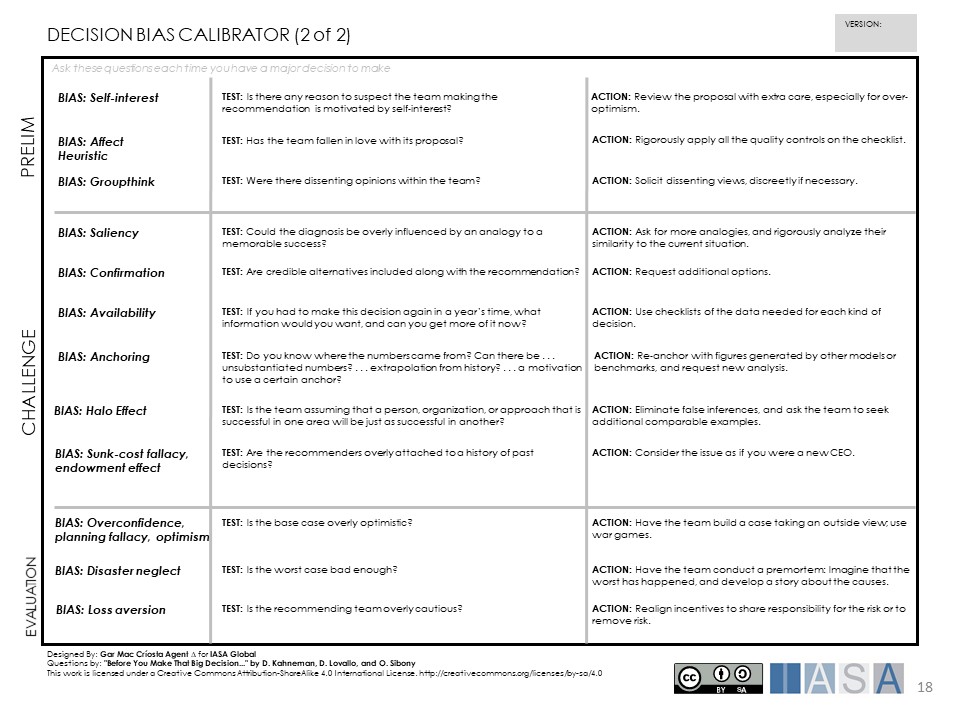 DECISION BIAS CALIBRATOR (2 of 2)
VERSION:
Ask these questions each time you have a major decision to make
PRELIM
BIAS: Self-interest
TEST: Is there any reason to suspect the team making the
recommendation is motivated by self-interest?
ACTION: Review the proposal with extra care, especially for over-
optimism.
BIAS: Affect
Heuristic
TEST: Has the team fallen in love with its proposal?
ACTION: Rigorously apply all the quality controls on the checklist.
BIAS: Groupthink
TEST: Were there dissenting opinions within the team?
ACTION: Solicit dissenting views, discreetly if necessary.
CHALLENGE
BIAS: Saliency
TEST: Could the diagnosis be overly influenced by an analogy to a
memorable success?
ACTION: Ask for more analogies, and rigorously analyze their
similarity to the current situation.
BIAS: Confirmation
TEST: Are credible alternatives included along with the recommendation?
ACTION: Request additional options.
BIAS: Availability
TEST: If you had to make this decision again in a year's time, what
information would you want, and can you get more of it now?
ACTION: Use checklists of the data needed for each kind of
decision.
BIAS: Anchoring
TEST: Do you know where the numbers came from? Can there be . . .
unsubstantiated numbers? . . . extrapolation from history? . . . a motivation
to use a certain anchor?
ACTION: Re-anchor with figures generated by other models or
benchmarks, and request new analysis.
BIAS: Halo Effect
TEST: Is the team assuming that a person, organization, or approach that is
successful in one area will be just as successful in another?
ACTION: Eliminate false inferences, and ask the team to seek
additional comparable examples.
BIAS: Sunk-cost fallacy,
endowment effect
TEST: Are the recommenders overly attached to a history of past
decisions?
ACTION: Consider the issue as if you were a new CEO.
EVALUATION
BIAS: Overconfidence,
planning fallacy, optimism
TEST: Is the base case overly optimistic?
ACTION: Have the team build a case taking an outside view; use
war games.
BIAS: Disaster neglect
TEST: Is the worst case bad enough?
ACTION: Have the team conduct a premortem: Imagine that the
worst has happened, and develop a story about the causes.
BIAS: Loss aversion
TEST: Is the recommending team overly cautious?
ACTION: Realign incentives to share responsibility for the risk or to
remove risk.
Designed By: Gar Mac Críosta Agent Δ for IASA Global
Questions by: "Before You Make That Big Decision..." by D. Kahneman, D. Lovallo, and O. Sibony
This work is licensed under a Creative Commons Attribution-ShareAlike 4.0 International License. http://creativecommons.org/licenses/by-sa/4.0
cc BY SA
IASA
18